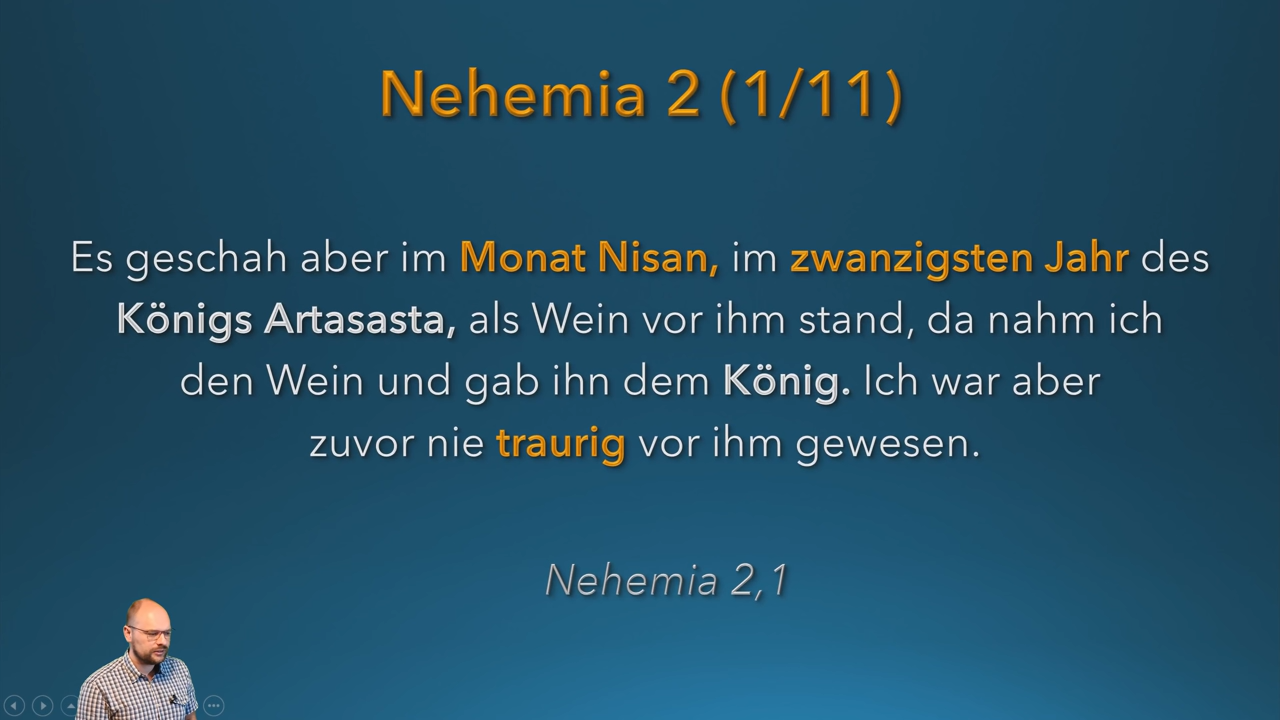 Nehemia 2 (1/11)
Es geschah aber im Monat Nisan, im zwanzigsten Jahr des
Königs Artasasta, als Wein vor ihm stand, da nahm ich
den Wein und gab ihn dem König. Ich war aber
zuvor nie traurig vor ihm gewesen.
Nehemia 2,1